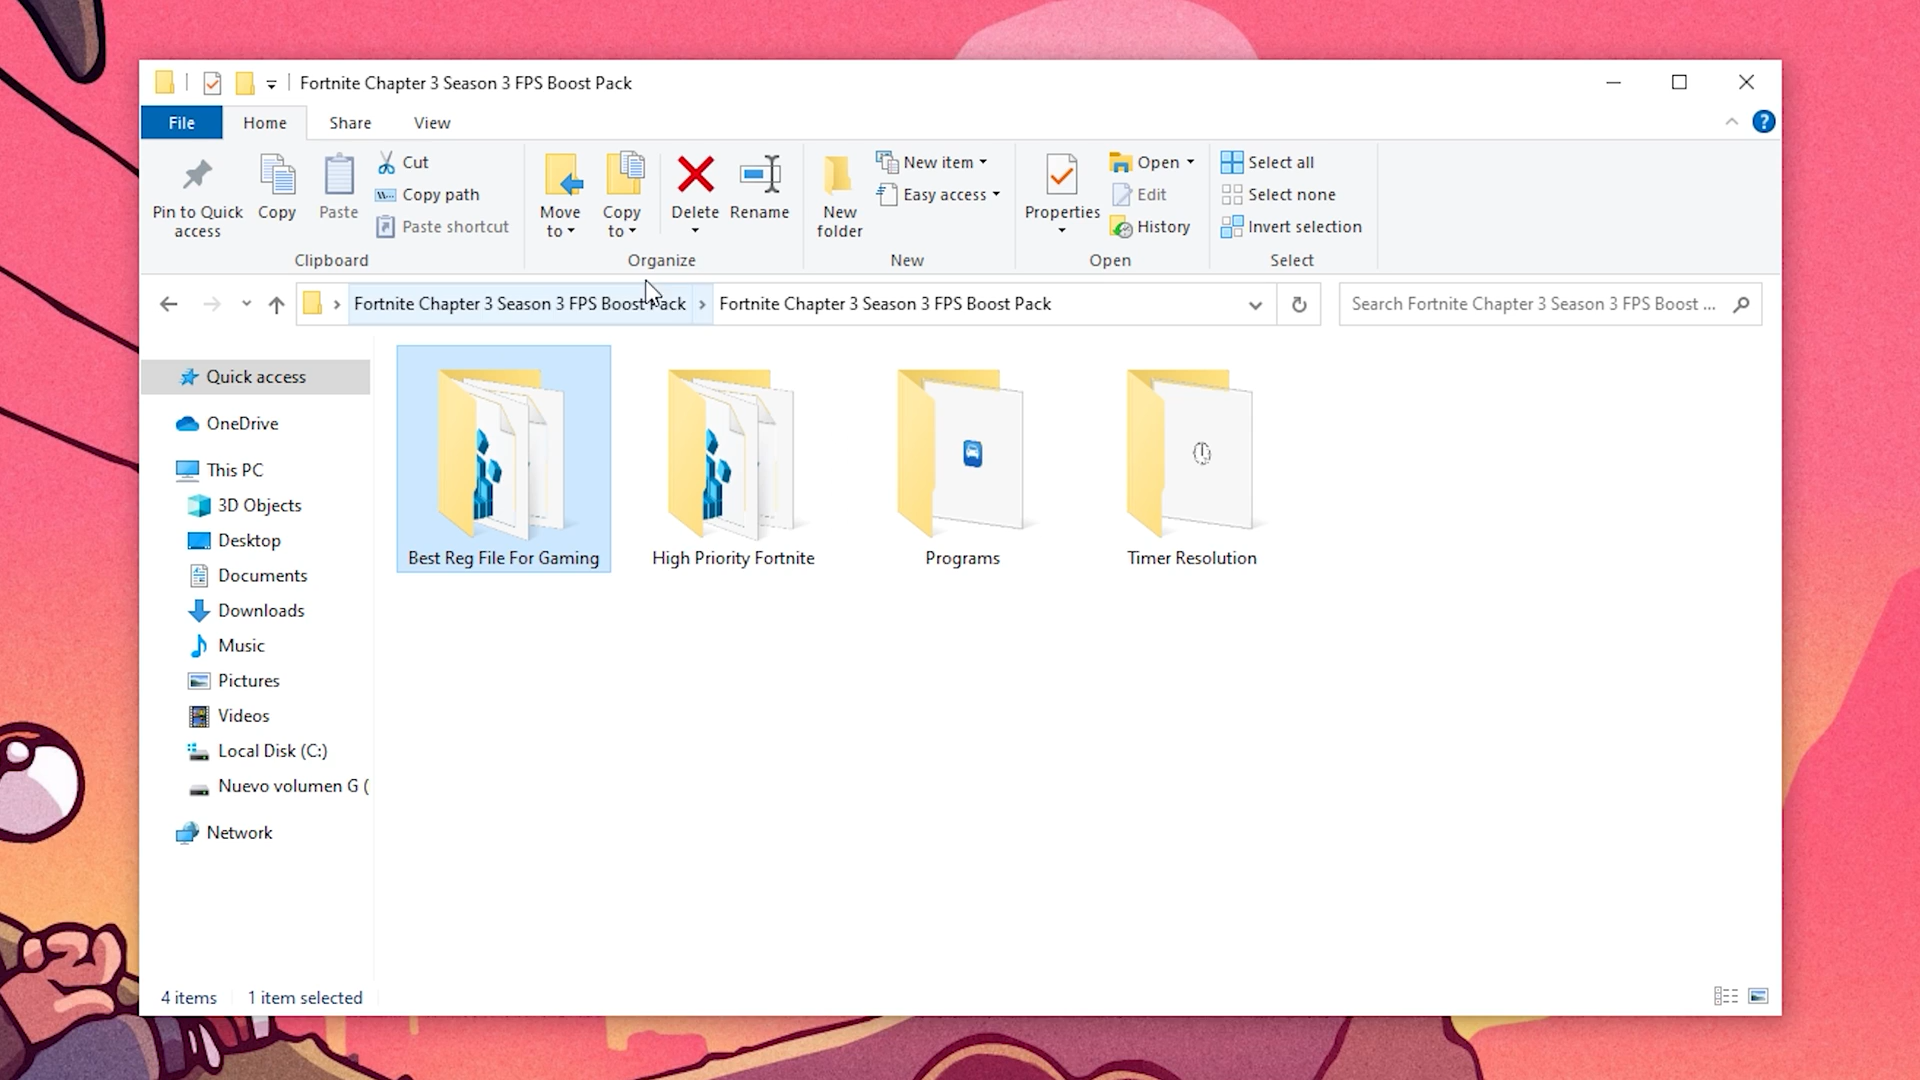 Fortnite Chapter 3 Season 3 FPS Boost Pack
File Home Share View
Pin to Quick access
Copy
Paste
Cut
Copy path
Paste shortcut
Clipboard
Move to
Copy to
Delete
Rename
Organize
New folder
New item
Easy access
New
Properties
Open
Edit
History
Open
Select all
Select none
Invert selection
Select
Fortnite Chapter 3 Season 3 FPS Boost Pack
Fortnite Chapter 3 Season 3 FPS Boost Pack
Search Fortnite Chapter 3 Season 3 FPS Boost ...
Quick access
OneDrive
This PC
3D Objects
Desktop
Documents
Downloads
Music
Pictures
Videos
Local Disk (C:)
Nuevo volumen G (
Network
Best Reg File For Gaming
High Priority Fortnite
Programs
Timer Resolution
4 items
1 item selected